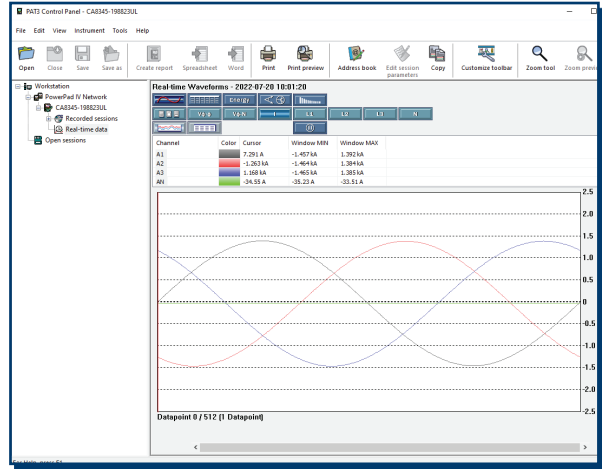 PAT3 Control Panel - CA8345-198823UL
File Edit View Instrument Tools Help
Open Close Save Save as Create report Spreadsheet Word Print Print preview Address book Edit session parameters Copy Customize toolbar Zoom tool Zoom previ
Workstation
PowerPad IV Network
CA8345-198823UL
Recorded sessions
Real-time data
Open sessions
Real-time Waveforms - 2022-07-20 10:01:20
Energy
L1 L2 L3 N
Channel Color Cursor Window MIN Window MAX
A1 7.291 A -1.457 kA 1.392 kA
A2 -1.263 kA -1.464 kA 1.384 kA
A3 1.168 kA -1.465 kA 1.385 kA
AN -34.55 A -35.23 A -33.51 A
2.5
2.0
1.5
1.0
0.5
0
-0.5
-1.0
-1.5
-2.0
-2.5
Datapoint 0 / 512 (1 Datapoint)